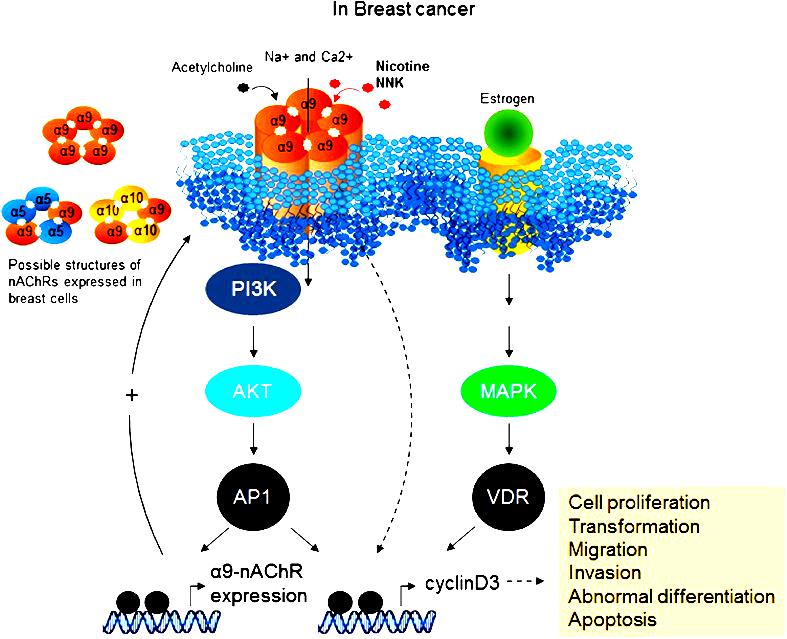 In Breast cancer
Na+ and Ca2+
Acetylcholine
Nicotine
NNK
Estrogen
α9
α9
α9
α9
α9
α9
α9
α9
α9
α9
α5
α5
α9
α9
α5
α10
α10
α9
α9
α10
Possible structures of
nAChRs expressed in
breast cells
PI3K
+
AKT
MAPK
AP1
VDR
α9-nAChR
expression
cyclinD3
Cell proliferation
Transformation
Migration
Invasion
Abnormal differentiation
Apoptosis